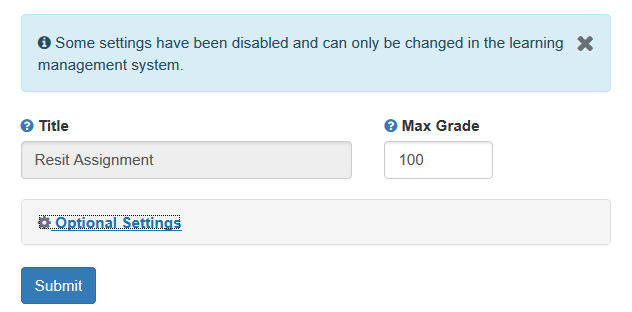 Some settings have been disabled and can only be changed in the learning
management system.
Title
Max Grade
Resit Assignment
100
Optional Settings
Submit